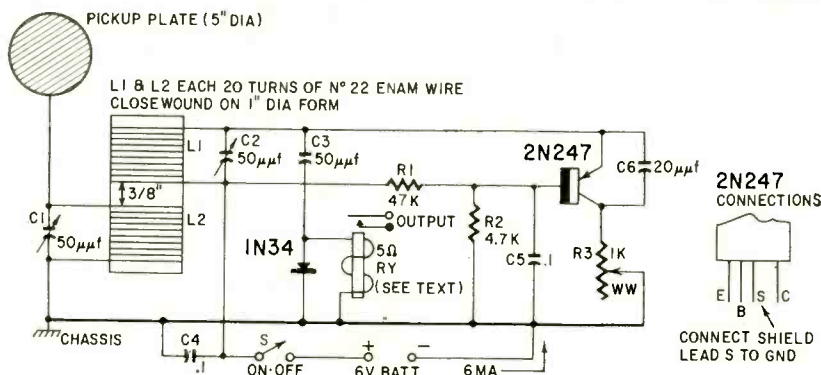 PICKUP PLATE (5" DIA)
L1 & L2 EACH 20 TURNS OF Nº 22 ENAM WIRE
CLOSEWOUND ON 1" DIA FORM
L1
C2
50μμf
C3
50μμf
2N247
C6
20μμf
3/8"
R1
47K
2N247
CONNECTIONS
C1
50μμf
L2
OUTPUT
1N34
5Ω
RY
(SEE TEXT)
R2
4.7K
C5
.1
R3
1K
WW
E
B
S
C
CHASSIS
C4
.1
S
ON-OFF
+
6V BATT
-
6MA
CONNECT SHIELD
LEAD S TO GND